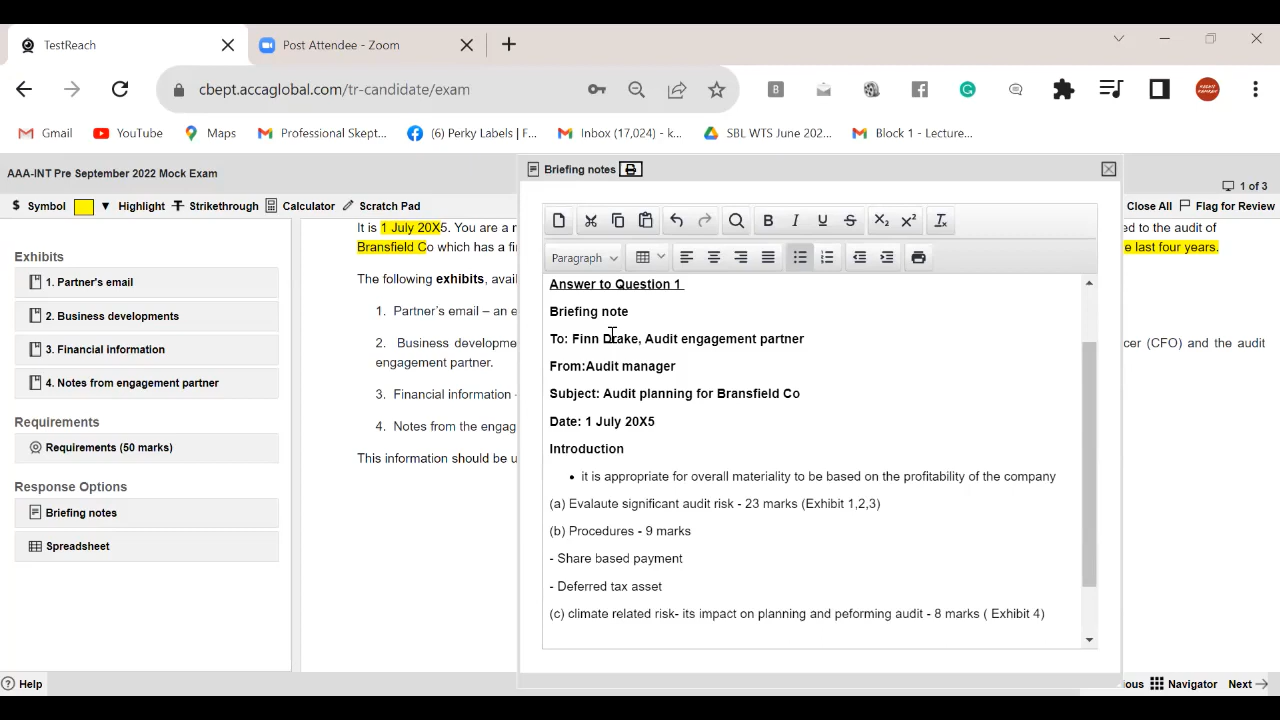 TestReach
Post Attendee - Zoom
cbept.accaglobal.com/tr-candidate/exam
Gmail
YouTube
Maps
Professional Skept...
(6) Perky Labels | F...
Inbox (17,024) - k...
SBL WTS June 202...
Block 1 - Lecture...
AAA-INT Pre September 2022 Mock Exam
Briefing notes
1 of 3
$ Symbol
Highlight
Strikethrough
Calculator
Scratch Pad
Close All
Flag for Review
It is 1 July 20X5. You are a
ed to the audit of
Bransfield Co which has a
e last four years.
Exhibits
1. Partner's email
2. Business developments
3. Financial information
4. Notes from engagement partner
Requirements
Requirements (50 marks)
Response Options
Briefing notes
Spreadsheet
The following exhibits,
1. Partner's email – an
2. Business developme
cer (CFO) and the audit
engagement partner.
3. Financial information
4. Notes from the engag
This information should be
Paragraph
Answer to Question 1
Briefing note
To: Finn Drake, Audit engagement partner
From:Audit manager
Subject: Audit planning for Bransfield Co
Date: 1 July 20X5
Introduction
• it is appropriate for overall materiality to be based on the profitability of the company
(a) Evalaute significant audit risk - 23 marks (Exhibit 1,2,3)
(b) Procedures - 9 marks
- Share based payment
- Deferred tax asset
(c) climate related risk- its impact on planning and peforming audit - 8 marks ( Exhibit 4)
Help
ious
Navigator
Next